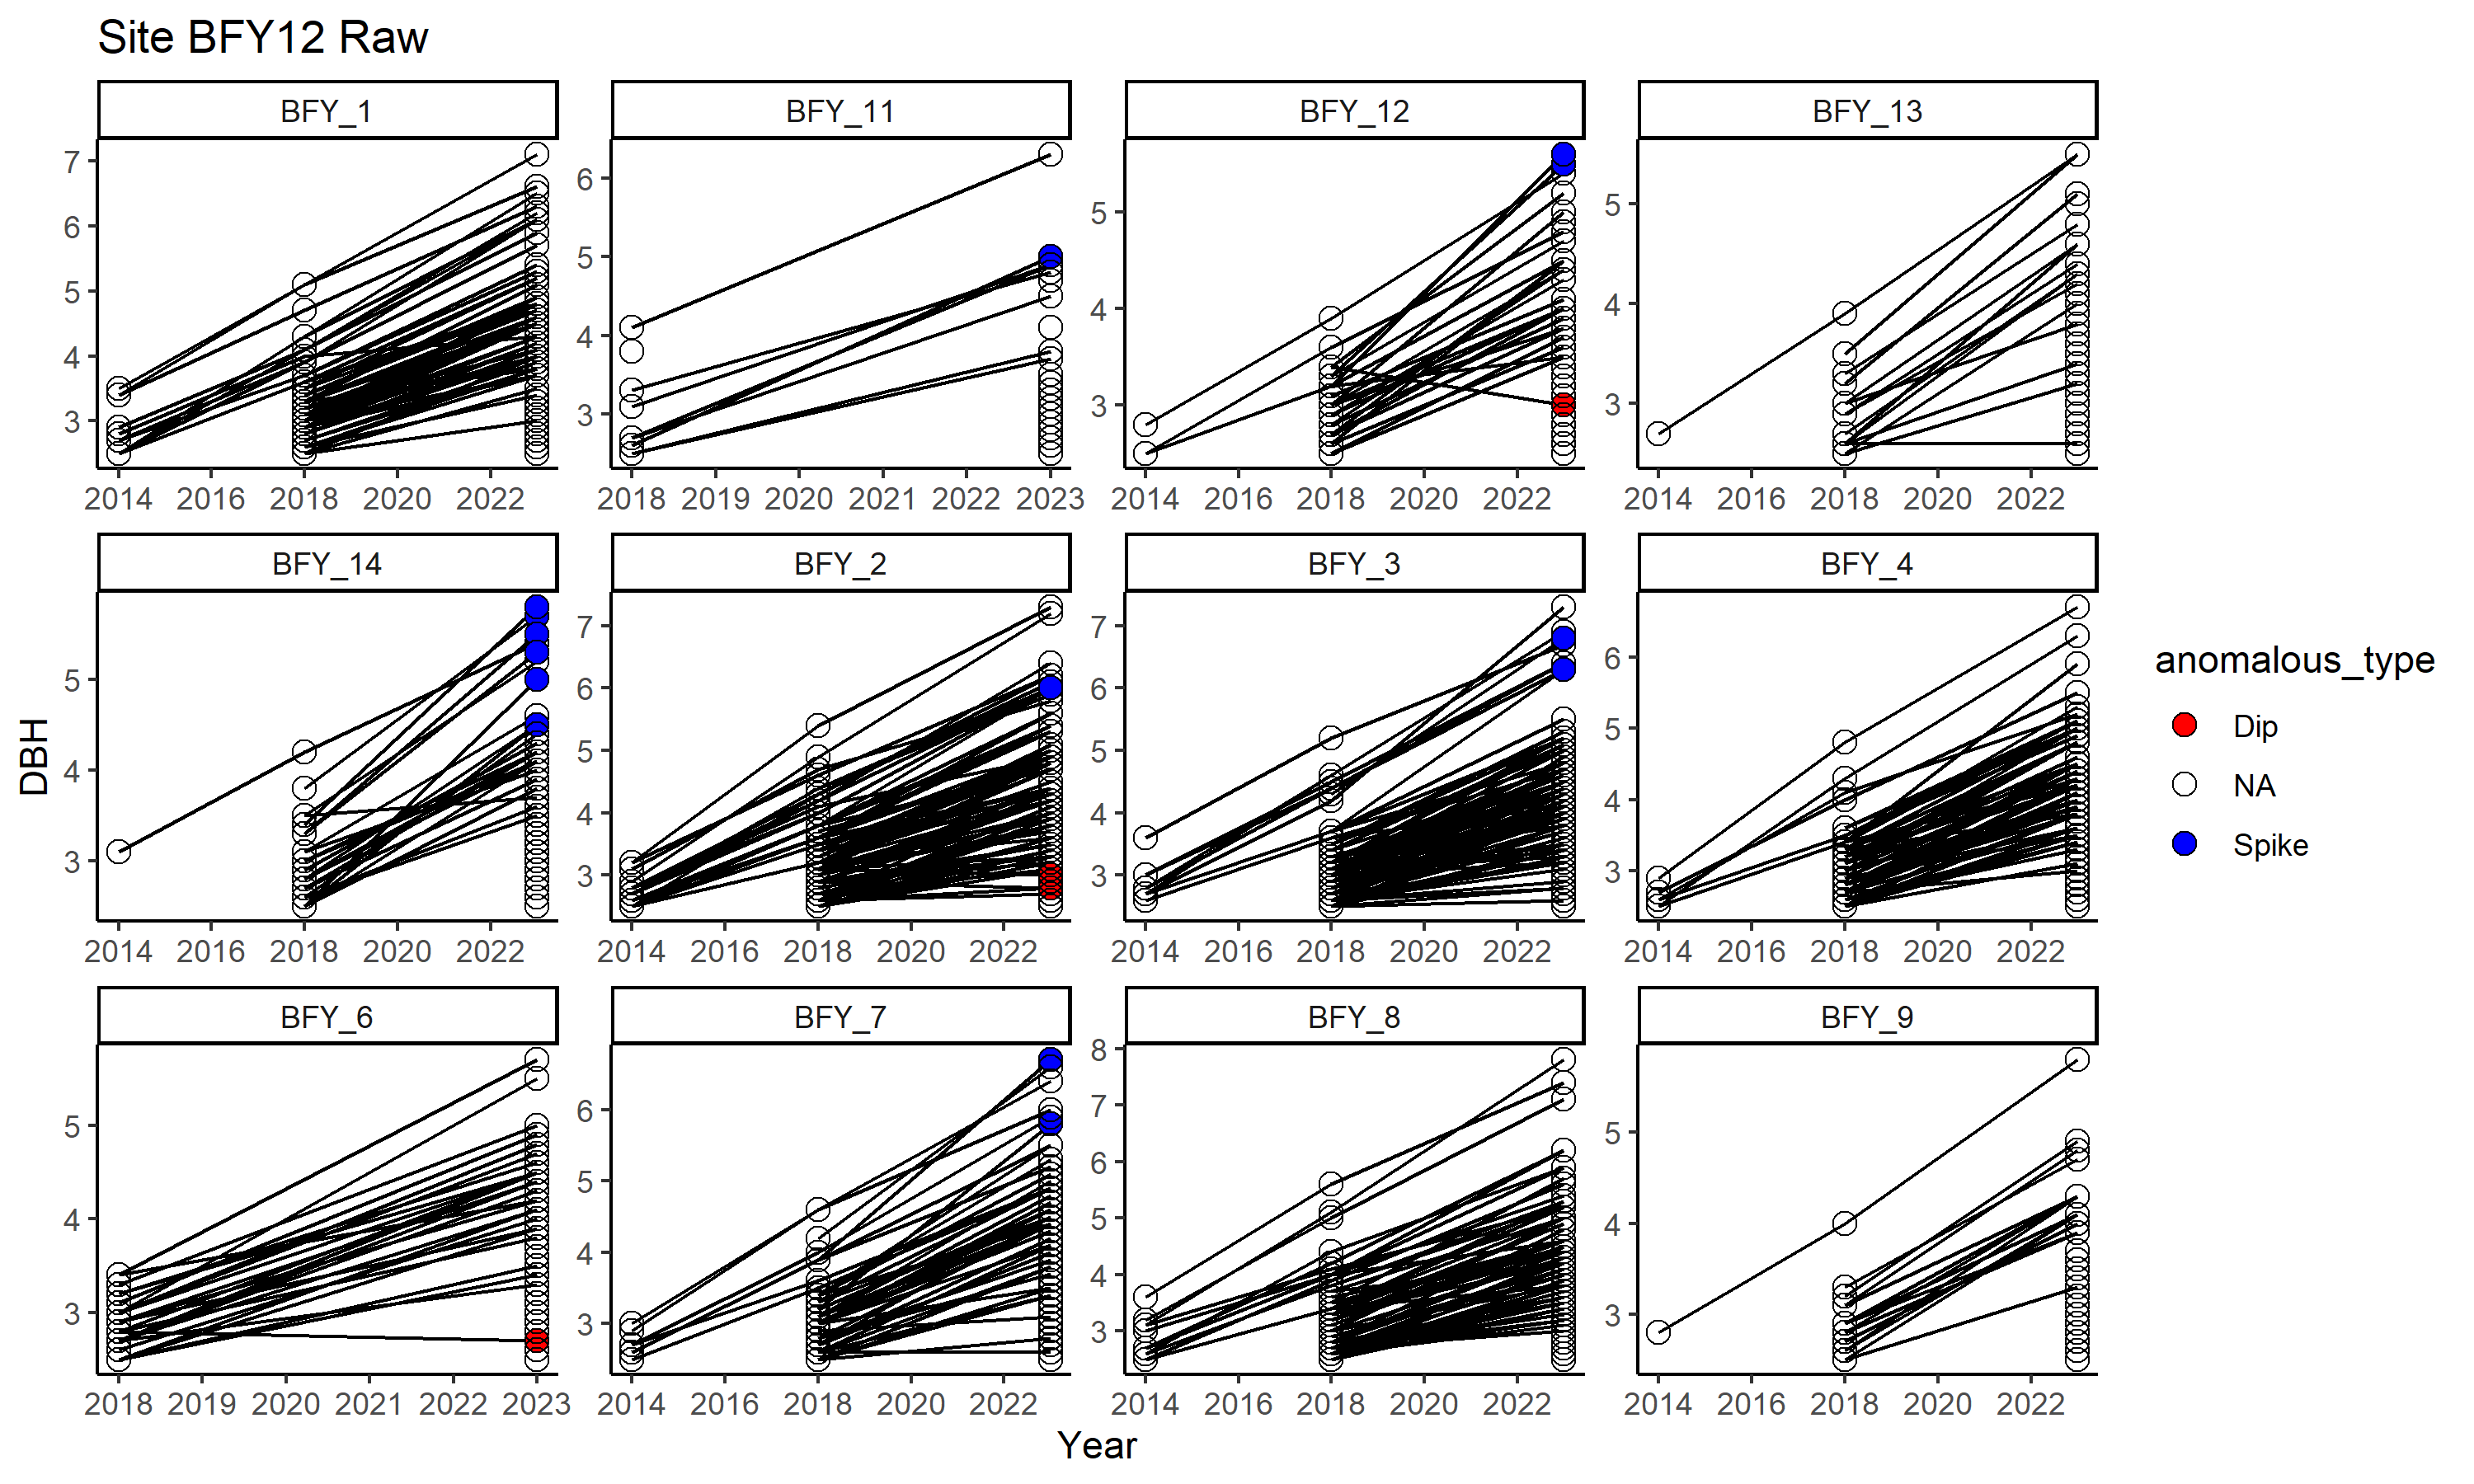 Site BFY12 Raw
BFY_1 BFY_11 BFY_12 BFY_13
7 6 5 4 3
6 5 4 3
5 4 3
5 4 3
2014 2016 2018 2020 2022
2018 2019 2020 2021 2022 2023
2014 2016 2018 2020 2022
2014 2016 2018 2020 2022
BFY_14 BFY_2 BFY_3 BFY_4
5 4 3
7 6 5 4 3
7 6 5 4 3
6 5 4 3
2014 2016 2018 2020 2022
2014 2016 2018 2020 2022
2014 2016 2018 2020 2022
2014 2016 2018 2020 2022
BFY_6 BFY_7 BFY_8 BFY_9
5 4 3
6 5 4 3
8 7 6 5 4 3
5 4 3
2018 2019 2020 2021 2022 2023
2014 2016 2018 2020 2022
2014 2016 2018 2020 2022
2014 2016 2018 2020 2022
DBH
Year
anomalous_type
Dip
NA
Spike